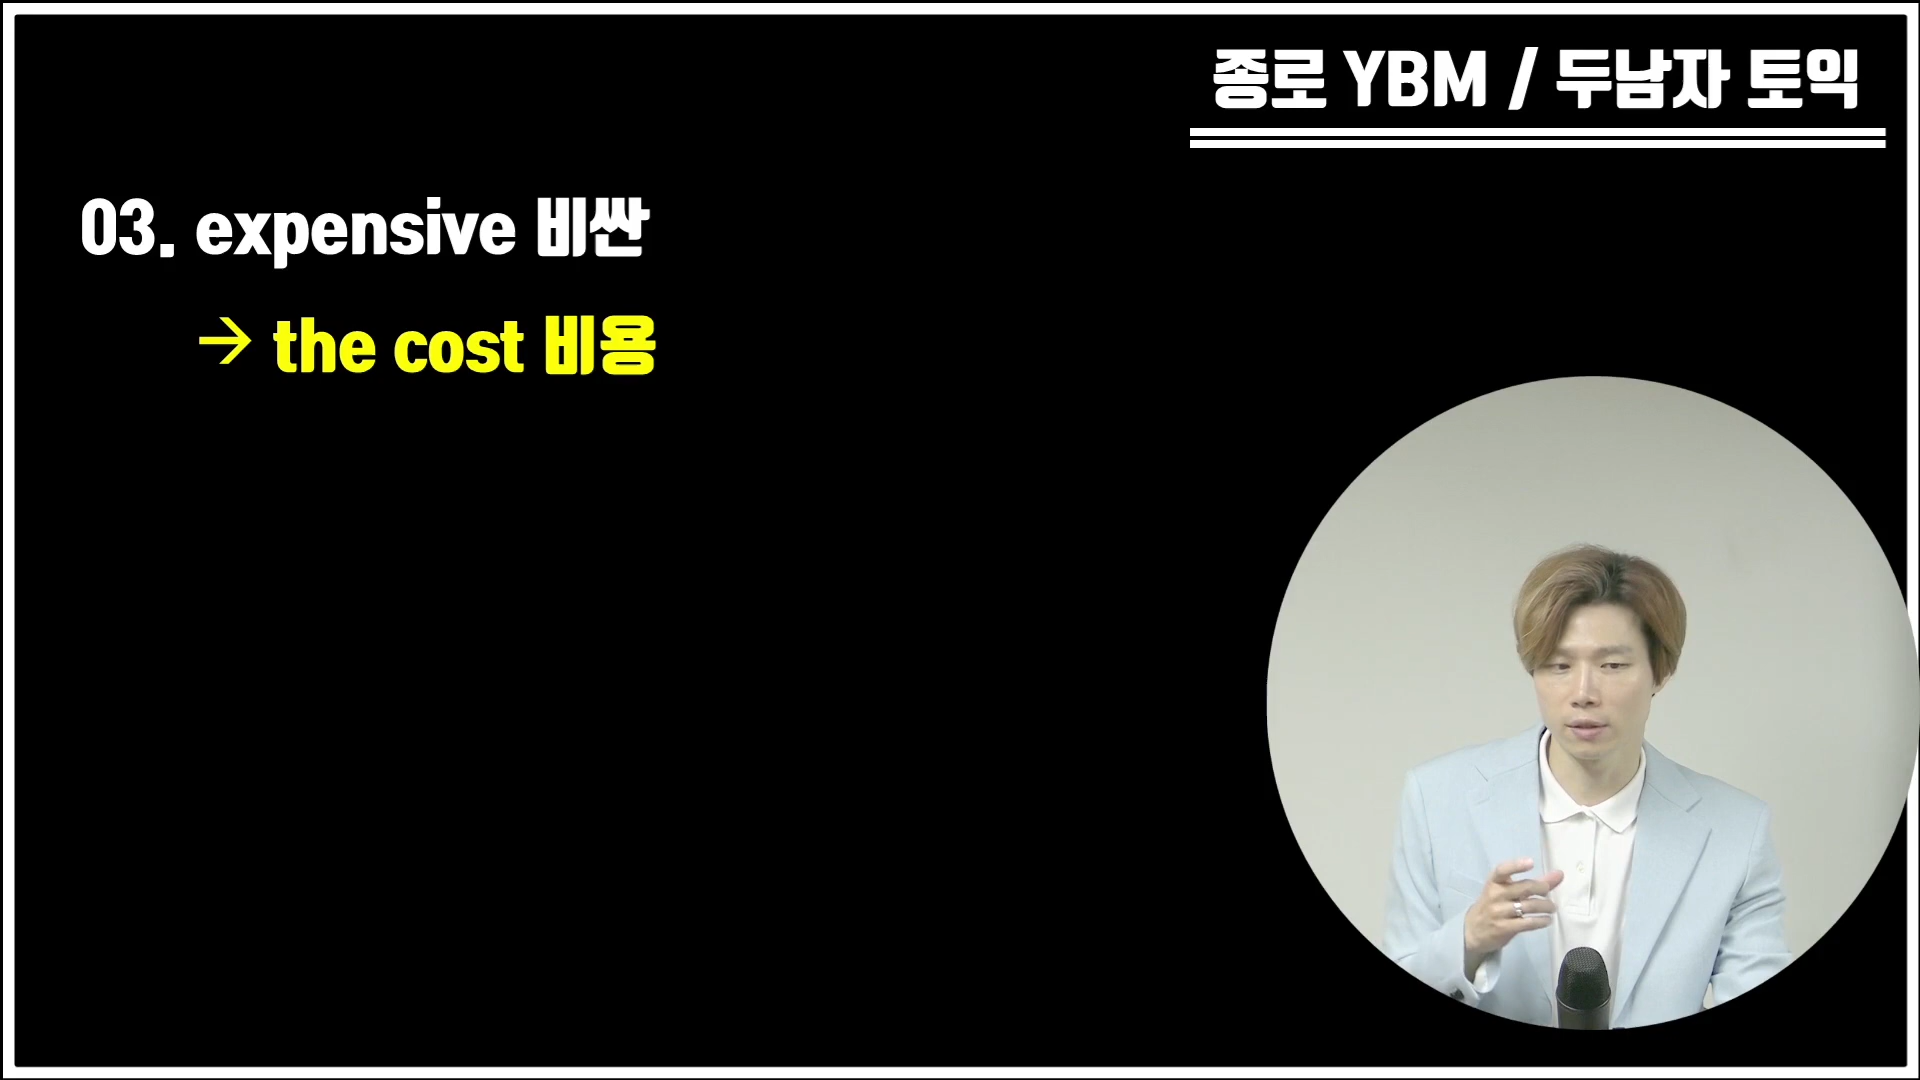 종로 YBM / 두남자 토익
03. expensive 비싼
→ the cost 비용